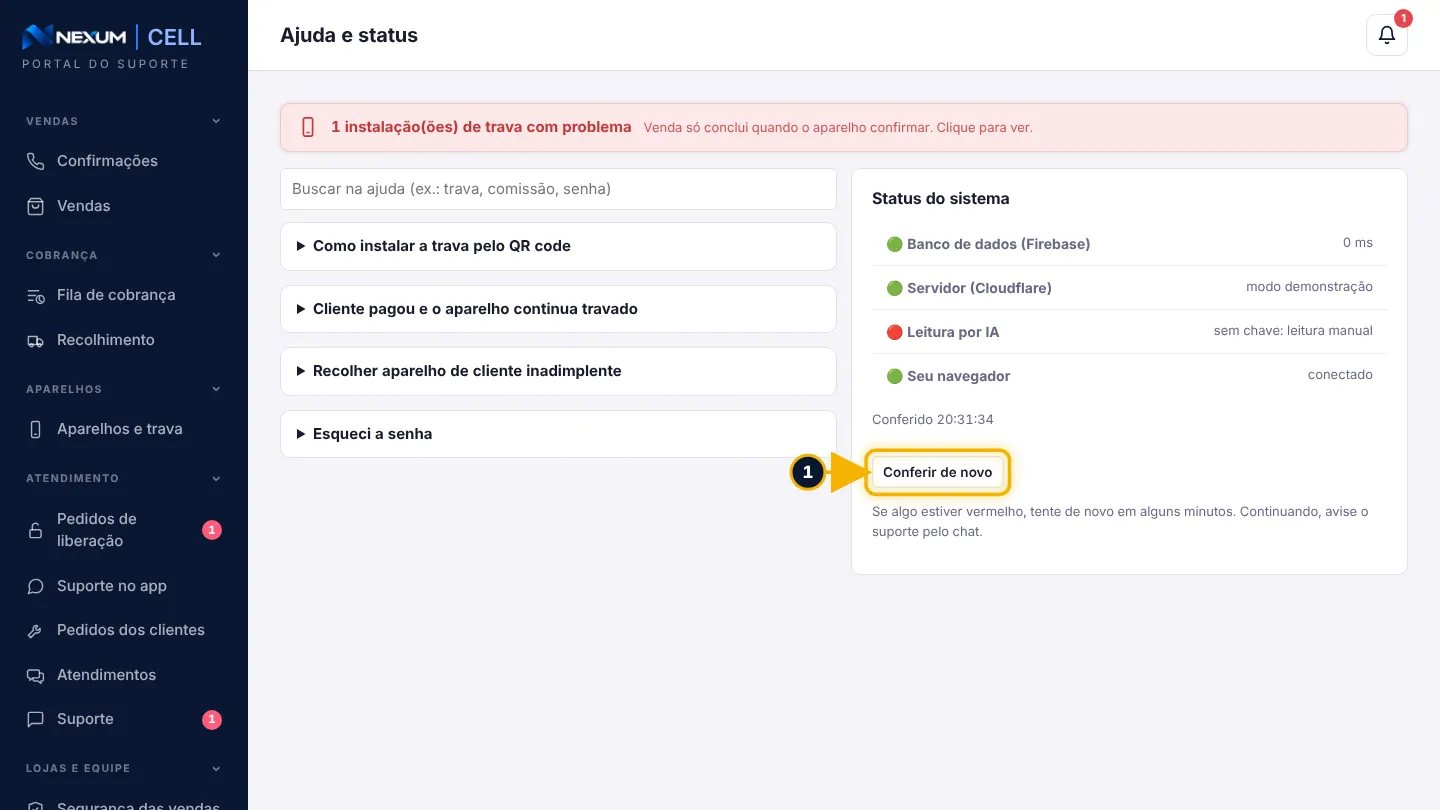 NEXUM | CELL
PORTAL DO SUPORTE
VENDAS
Confirmações
Vendas
COBRANÇA
Fila de cobrança
Recolhimento
APARELHOS
Aparelhos e trava
ATENDIMENTO
Pedidos de
liberação
1
Suporte no app
Pedidos dos clientes
Atendimentos
Suporte
1
LOJAS E EQUIPE
Segurança das vendas
Ajuda e status
1
1 instalação(ões) de trava com problema Venda só conclui quando o aparelho confirmar. Clique para ver.
Buscar na ajuda (ex.: trava, comissão, senha)
Como instalar a trava pelo QR code
Cliente pagou e o aparelho continua travado
Recolher aparelho de cliente inadimplente
Esqueci a senha
Status do sistema
Banco de dados (Firebase) 0 ms
Servidor (Cloudflare) modo demonstração
Leitura por IA sem chave: leitura manual
Seu navegador conectado
Conferido 20:31:34
1
Conferir de novo
Se algo estiver vermelho, tente de novo em alguns minutos. Continuando, avise o
suporte pelo chat.